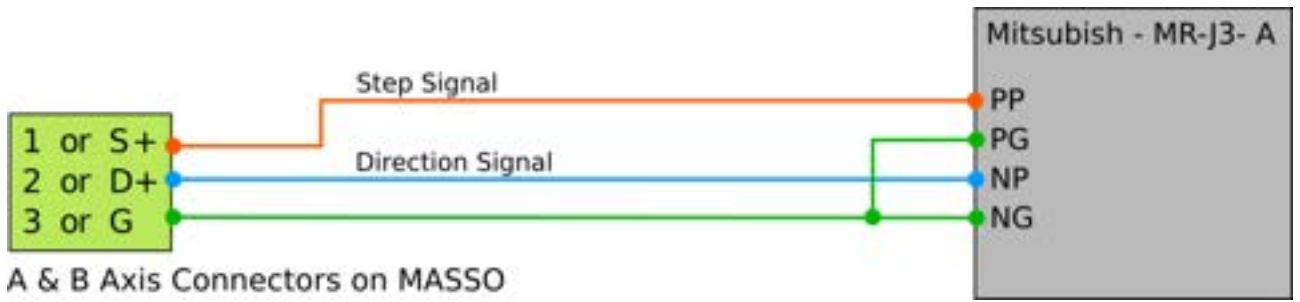 Mitsubish - MR-J3- A
Step Signal
PP
1 or S+
PG
Direction Signal
2 or D+
NP
3 or G
NG
A & B Axis Connectors on MASSO